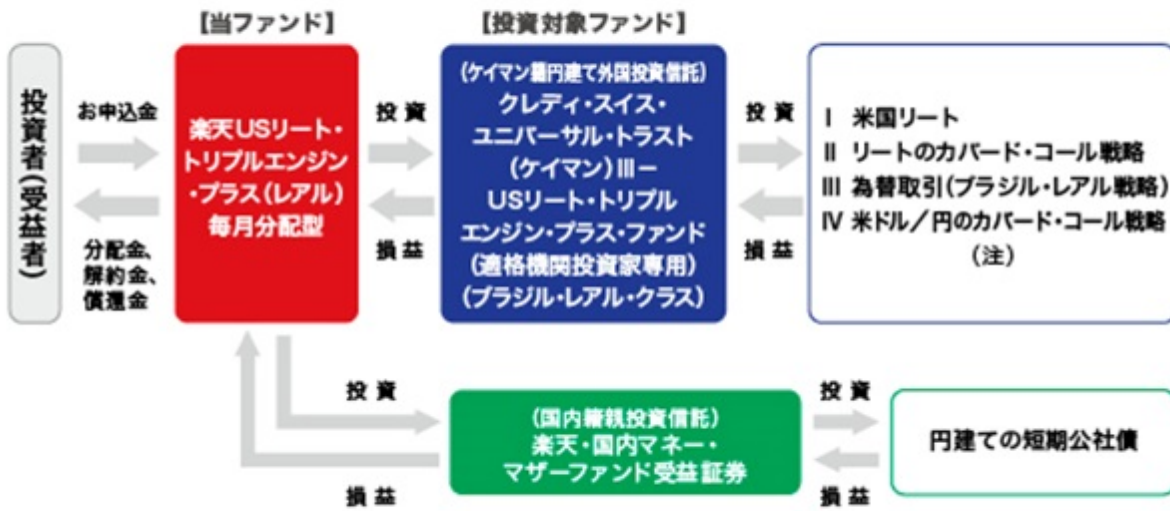 【当ファンド】
【投資対象ファンド】
投資者(受益者)
お申込金
分配金、
解約金、
償還金
楽天USリート・
トリプルエンジン
・プラス(レアル)
毎月分配型
投資
損益
(ケイマン籍円建て外国投資信託)
クレディ・スイス・
ユニバーサル・トラスト
(ケイマン)Ⅲ－
USリート・トリプル
エンジン・プラス・ファンド
(適格機関投資家専用)
(ブラジル・レアル・クラス)
投資
損益
Ⅰ 米国リート
Ⅱ リートのカバード・コール戦略
Ⅲ 為替取引(ブラジル・レアル戦略)
Ⅳ 米ドル／円のカバード・コール戦略
(注)
投資
損益
(国内籍親投資信託)
楽天・国内マネー・
マザーファンド受益証券
投資
損益
円建ての短期公社債